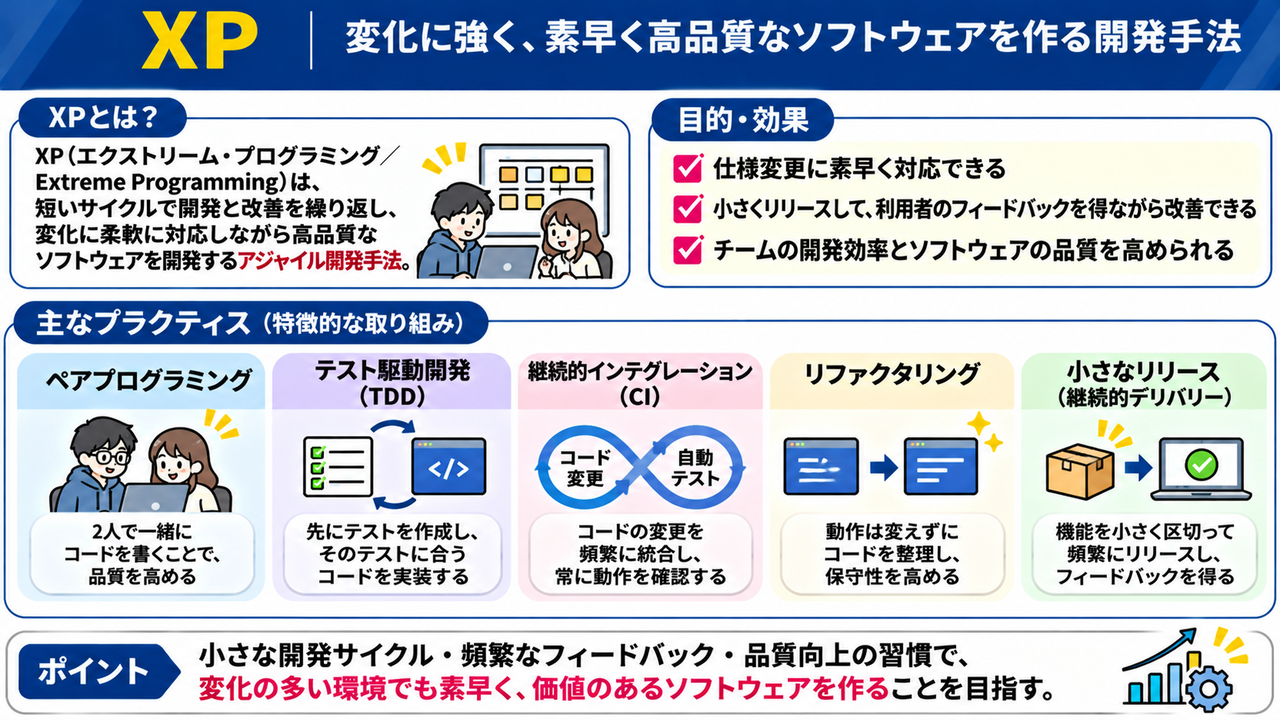 XP
変化に強く、素早く高品質なソフトウェアを作る開発手法
XPとは？
XP（エクストリーム・プログラミング／
Extreme Programming）は、
短いサイクルで開発と改善を繰り返し、
変化に柔軟に対応しながら高品質な
ソフトウェアを開発するアジャイル開発手法。
目的・効果
仕様変更に素早く対応できる
小さくリリースして、利用者のフィードバックを得ながら改善できる
チームの開発効率とソフトウェアの品質を高められる
主なプラクティス（特徴的な取り組み）
ペアプログラミング
2人で一緒に
コードを書くことで、
品質を高める
テスト駆動開発
（TDD）
</>
先にテストを作成し、
そのテストに合う
コードを実装する
継続的インテグレーション
（CI）
コード
変更
自動
テスト
コードの変更を
頻繁に統合し、
常に動作を確認する
リファクタリング
動作は変えずに
コードを整理し、
保守性を高める
小さなリリース
（継続的デリバリー）
機能を小さく区切って
頻繁にリリースし、
フィードバックを得る
ポイント
小さな開発サイクル・頻繁なフィードバック・品質向上の習慣で、
変化の多い環境でも素早く、価値のあるソフトウェアを作ることを目指す。